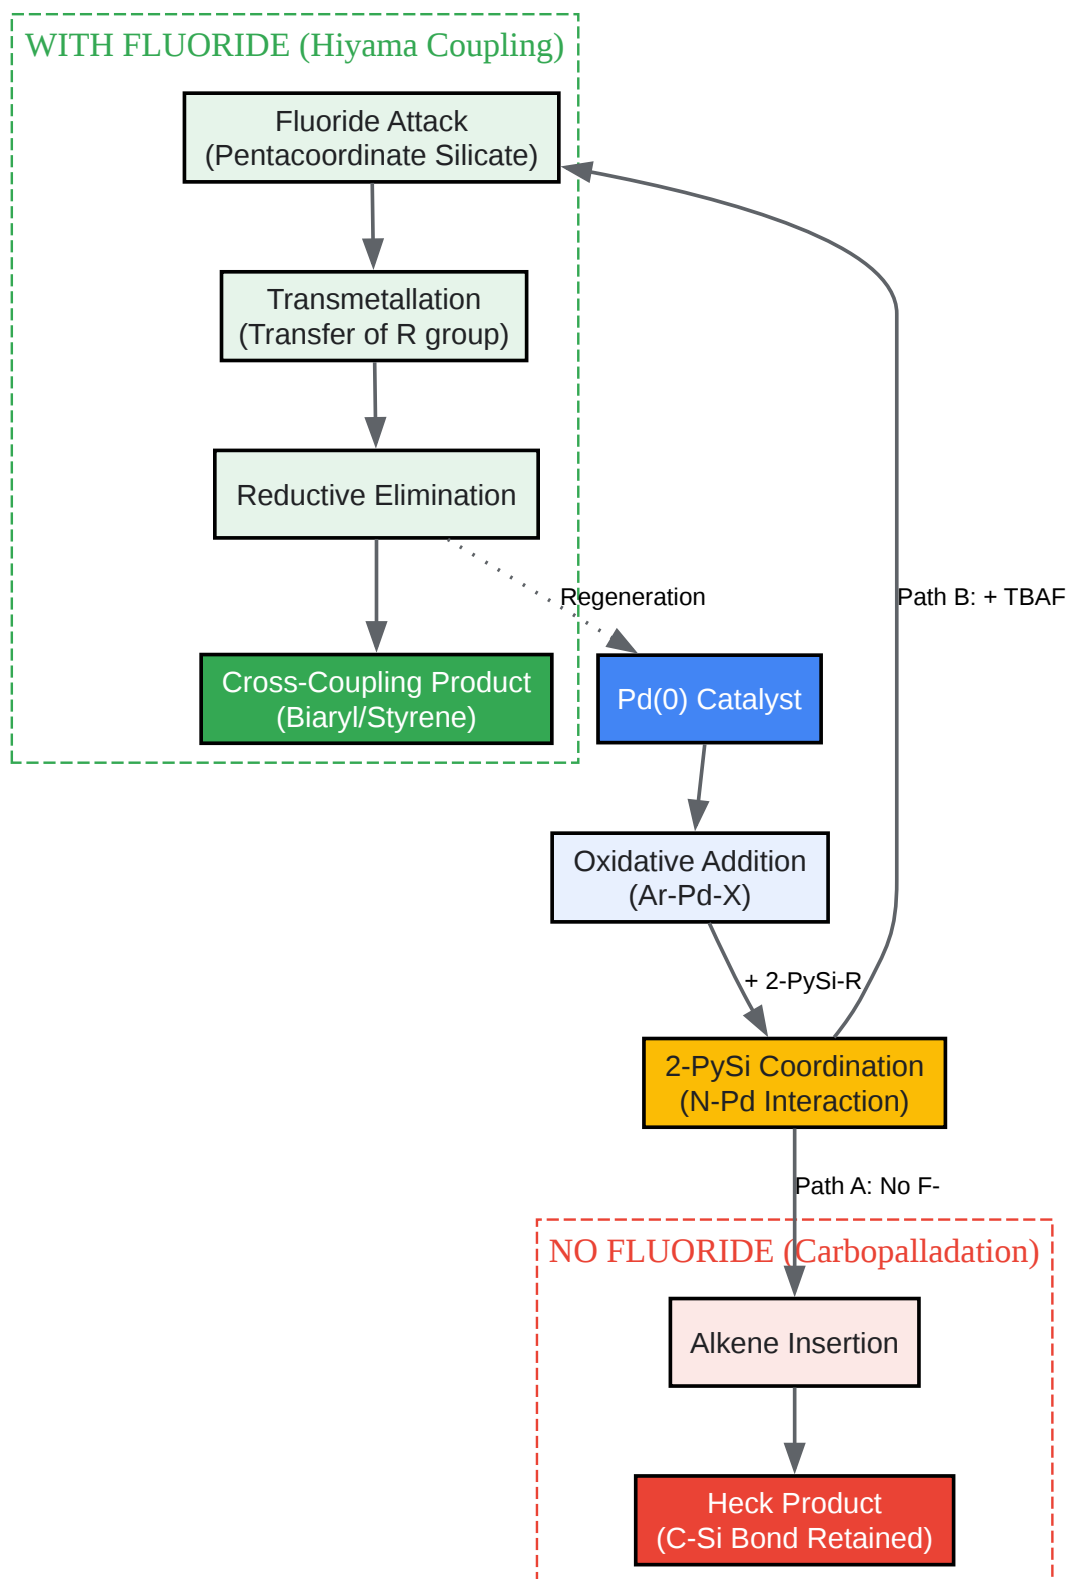 WITH FLUORIDE (Hiyama Coupling)
Fluoride Attack
(Pentacoordinate Silicate)
Transmetallation
(Transfer of R group)
Reductive Elimination
Regeneration
Path B: + TBAF
Cross-Coupling Product
(Biaryl/Styrene)
Pd(0) Catalyst
Oxidative Addition
(Ar-Pd-X)
+ 2-PySi-R
2-PySi Coordination
(N-Pd Interaction)
Path A: No F-
NO FLUORIDE (Carbopalladation)
Alkene Insertion
Heck Product
(C-Si Bond Retained)